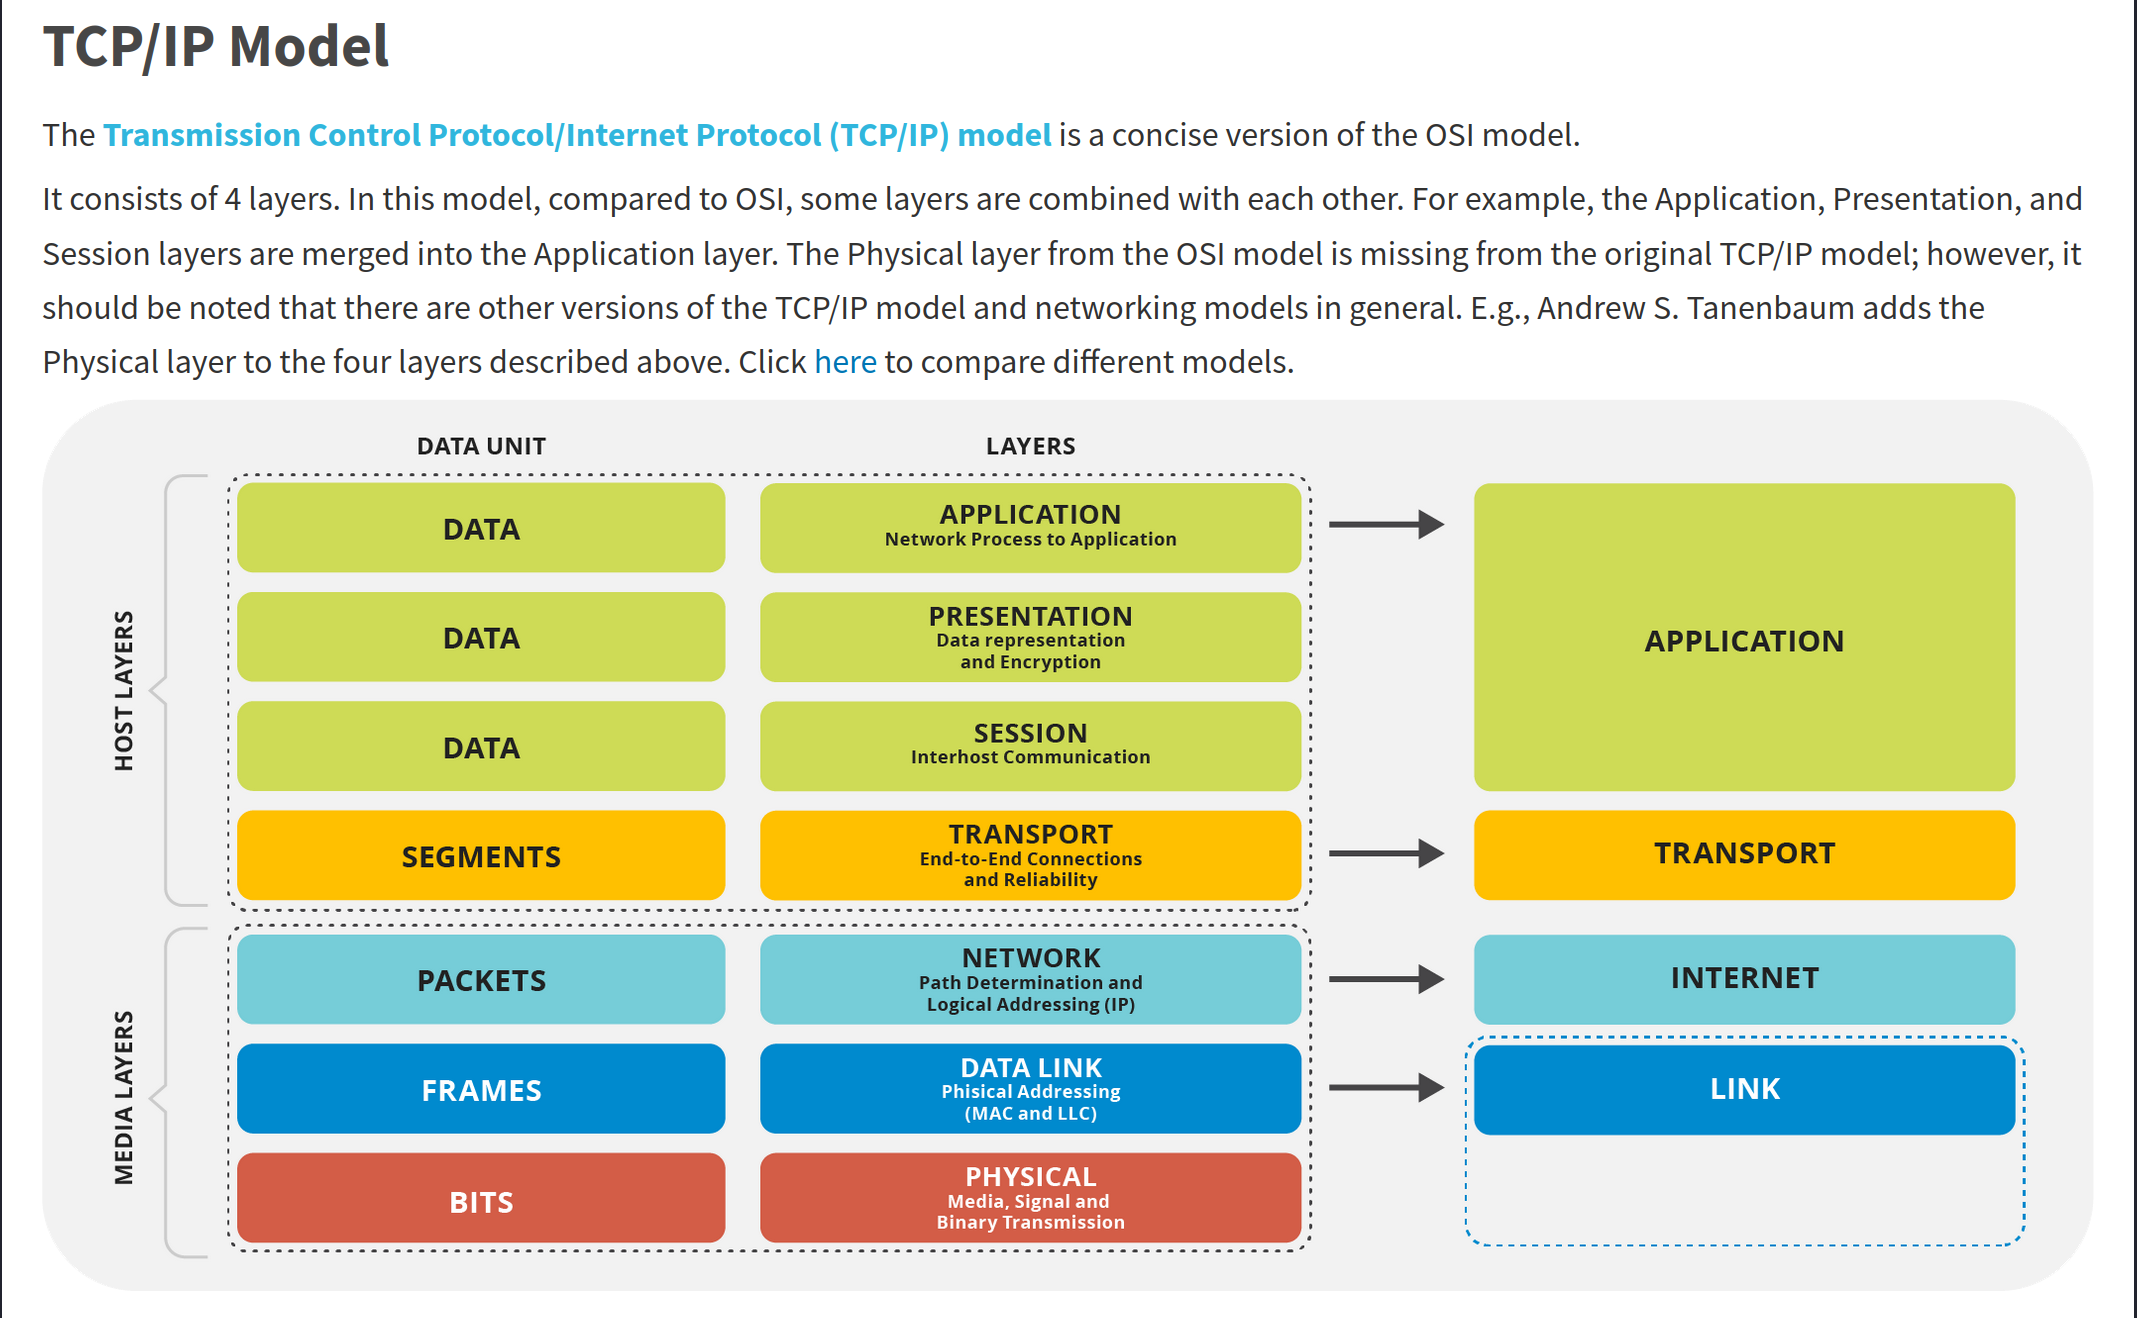 TCP/IP Model
The Transmission Control Protocol/Internet Protocol (TCP/IP) model is a concise version of the OSI model.
It consists of 4 layers. In this model, compared to OSI, some layers are combined with each other. For example, the Application, Presentation, and
Session layers are merged into the Application layer. The Physical layer from the OSI model is missing from the original TCP/IP model; however, it
should be noted that there are other versions of the TCP/IP model and networking models in general. E.g., Andrew S. Tanenbaum adds the
Physical layer to the four layers described above. Click here to compare different models.
DATA UNIT
LAYERS
HOST LAYERS
DATA
APPLICATION
Network Process to Application
DATA
PRESENTATION
Data representation
and Encryption
DATA
SESSION
Interhost Communication
APPLICATION
SEGMENTS
TRANSPORT
End-to-End Connections
and Reliability
TRANSPORT
MEDIA LAYERS
PACKETS
NETWORK
Path Determination and
Logical Addressing (IP)
INTERNET
FRAMES
DATA LINK
Phisical Addressing
(MAC and LLC)
LINK
BITS
PHYSICAL
Media, Signal and
Binary Transmission